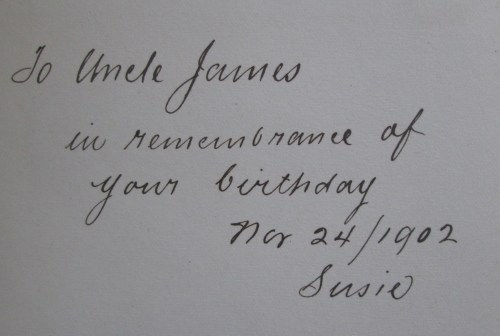 To Uncle James
in remembrance of
your birthday
Nov 24/1902
Susie